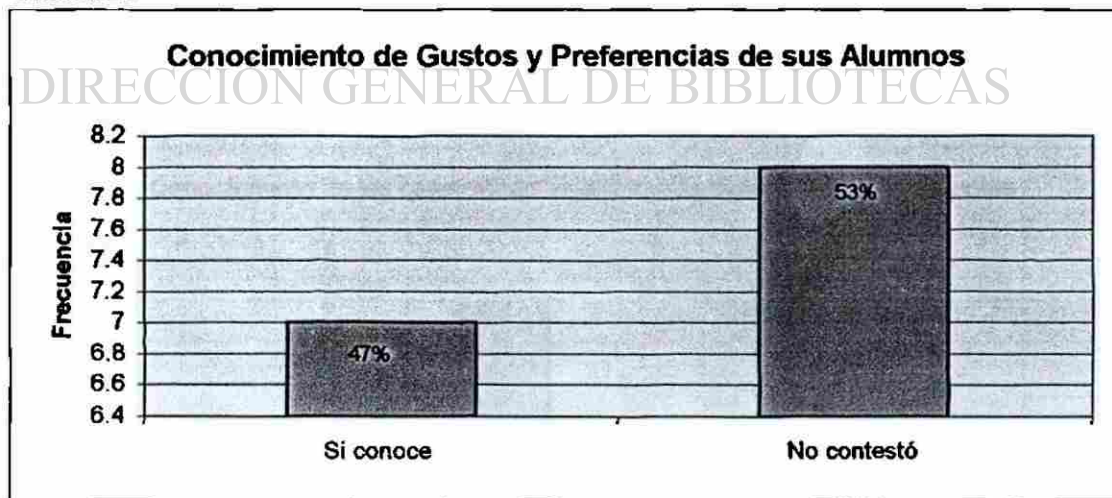 Conocimiento de Gustos y Preferencias de sus Alumnos
DIRECCIÓN GENERAL DE BIBLIOTECAS
8.2
8
7.8
7.6
7.4
7.2
7
6.8
6.6
6.4
Frecuencia
47%
53%
Si conoce
No contestó